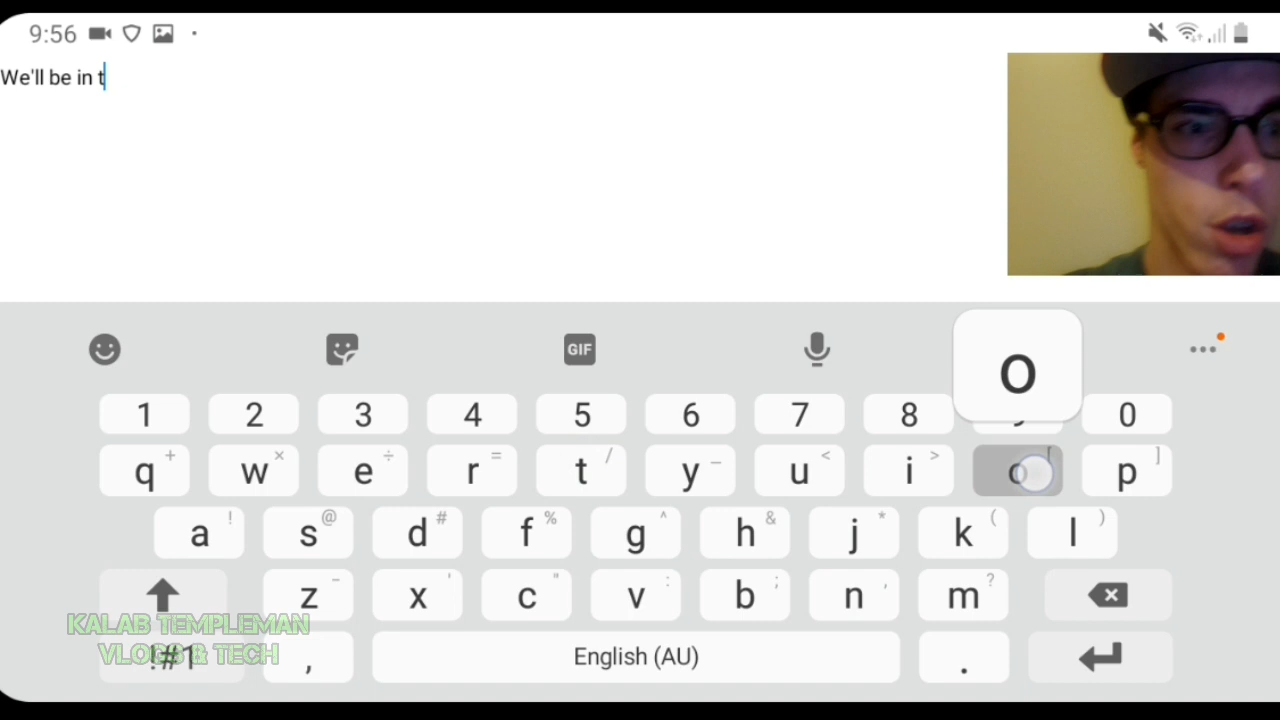 9:56
We'll be in t
GIF
o
1 2 3 4 5 6 7 8 0
q + w × e ÷ r = t / y – u < i > o [ p ]
a ! s @ d # f % g ^ h & j * k ( l )
z - x ' c " v : b ; n , m ?
KALAB TEMPLEMAN
VLOGS & TECH
!#1 , English (AU) .